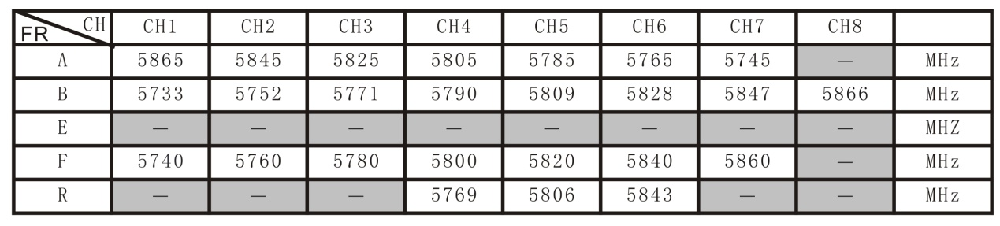 FR CH CH1 CH2 CH3 CH4 CH5 CH6 CH7 CH8
A 5865 5845 5825 5805 5785 5765 5745 — MHz
B 5733 5752 5771 5790 5809 5828 5847 5866 MHz
E — — — — — — — — MHZ
F 5740 5760 5780 5800 5820 5840 5860 — MHz
R — — — 5769 5806 5843 — — MHz